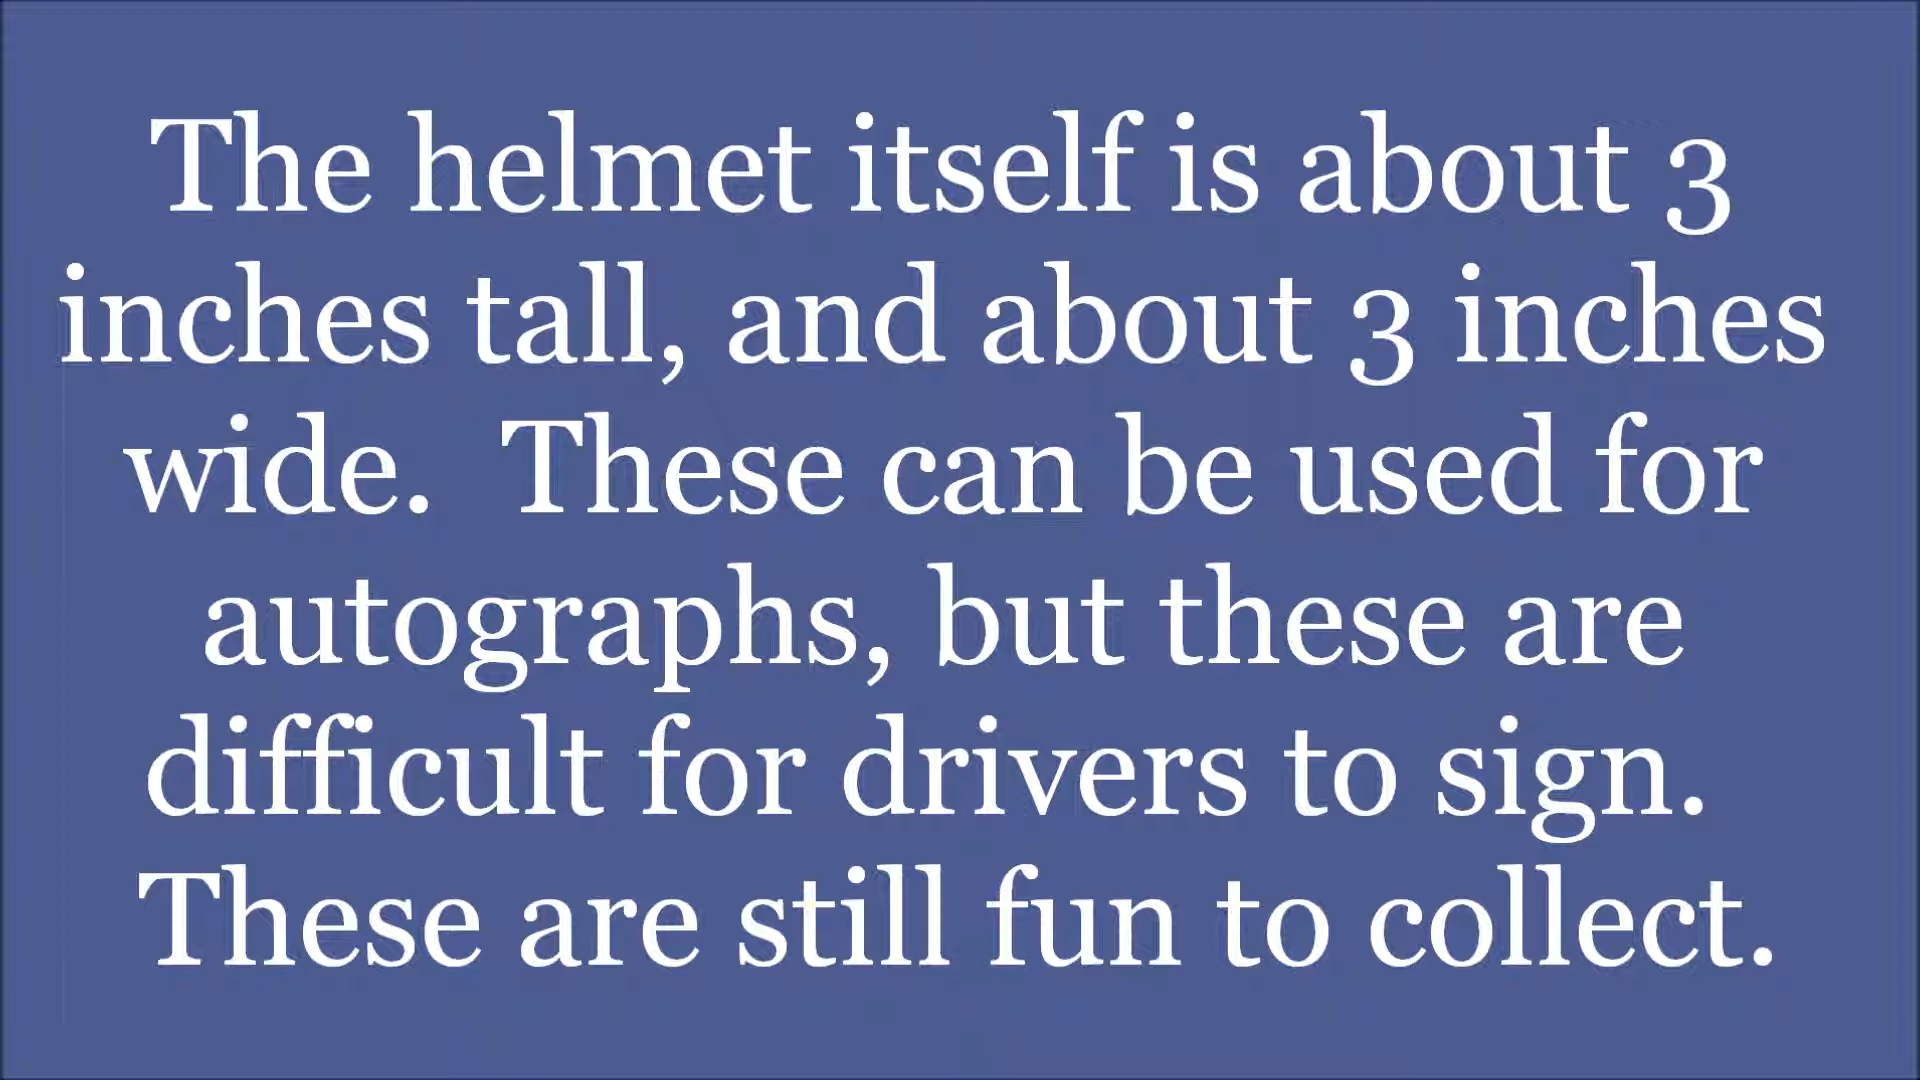 The helmet itself is about 3
inches tall, and about 3 inches
wide.  These can be used for
autographs, but these are
difficult for drivers to sign.
These are still fun to collect.